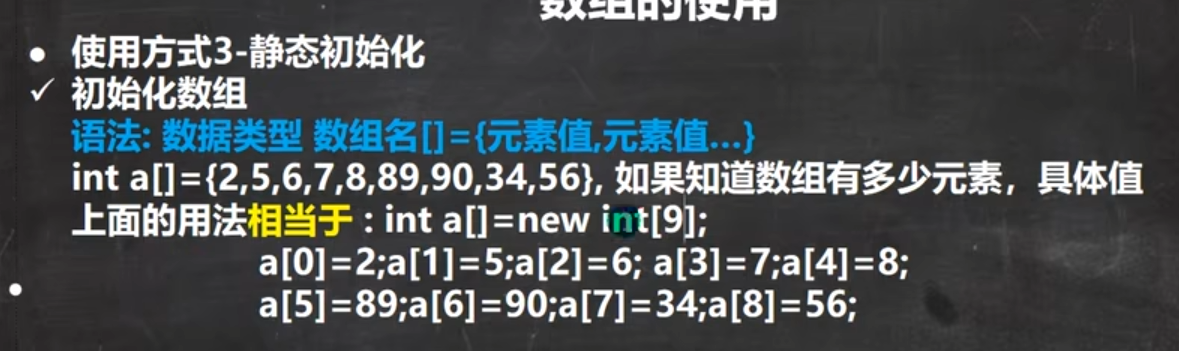 数组的使用
● 使用方式3-静态初始化
✓ 初始化数组
语法: 数据类型 数组名[]={元素值,元素值...}
int a[]={2,5,6,7,8,89,90,34,56}, 如果知道数组有多少元素，具体值
上面的用法相当于：int a[]=new int[9];
a[0]=2;a[1]=5;a[2]=6; a[3]=7;a[4]=8;
● a[5]=89;a[6]=90;a[7]=34;a[8]=56;